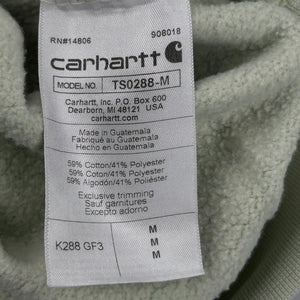 RN#14806 908018
carhartt
MODEL NO. TS0288-M
Carhartt, Inc. P.O. Box 600
Dearborn, MI 48121 USA
carhartt.com
Made in Guatemala
Fabriqué au Guatemala
Hecho en Guatemala
59% Cotton/41% Polyester
59% Cotons/41% Polyester
59% Algodón/41% Poliéster
Exclusive trimming
Sauf garnitures
Excepto adorno
K288 GF3 M
M
M